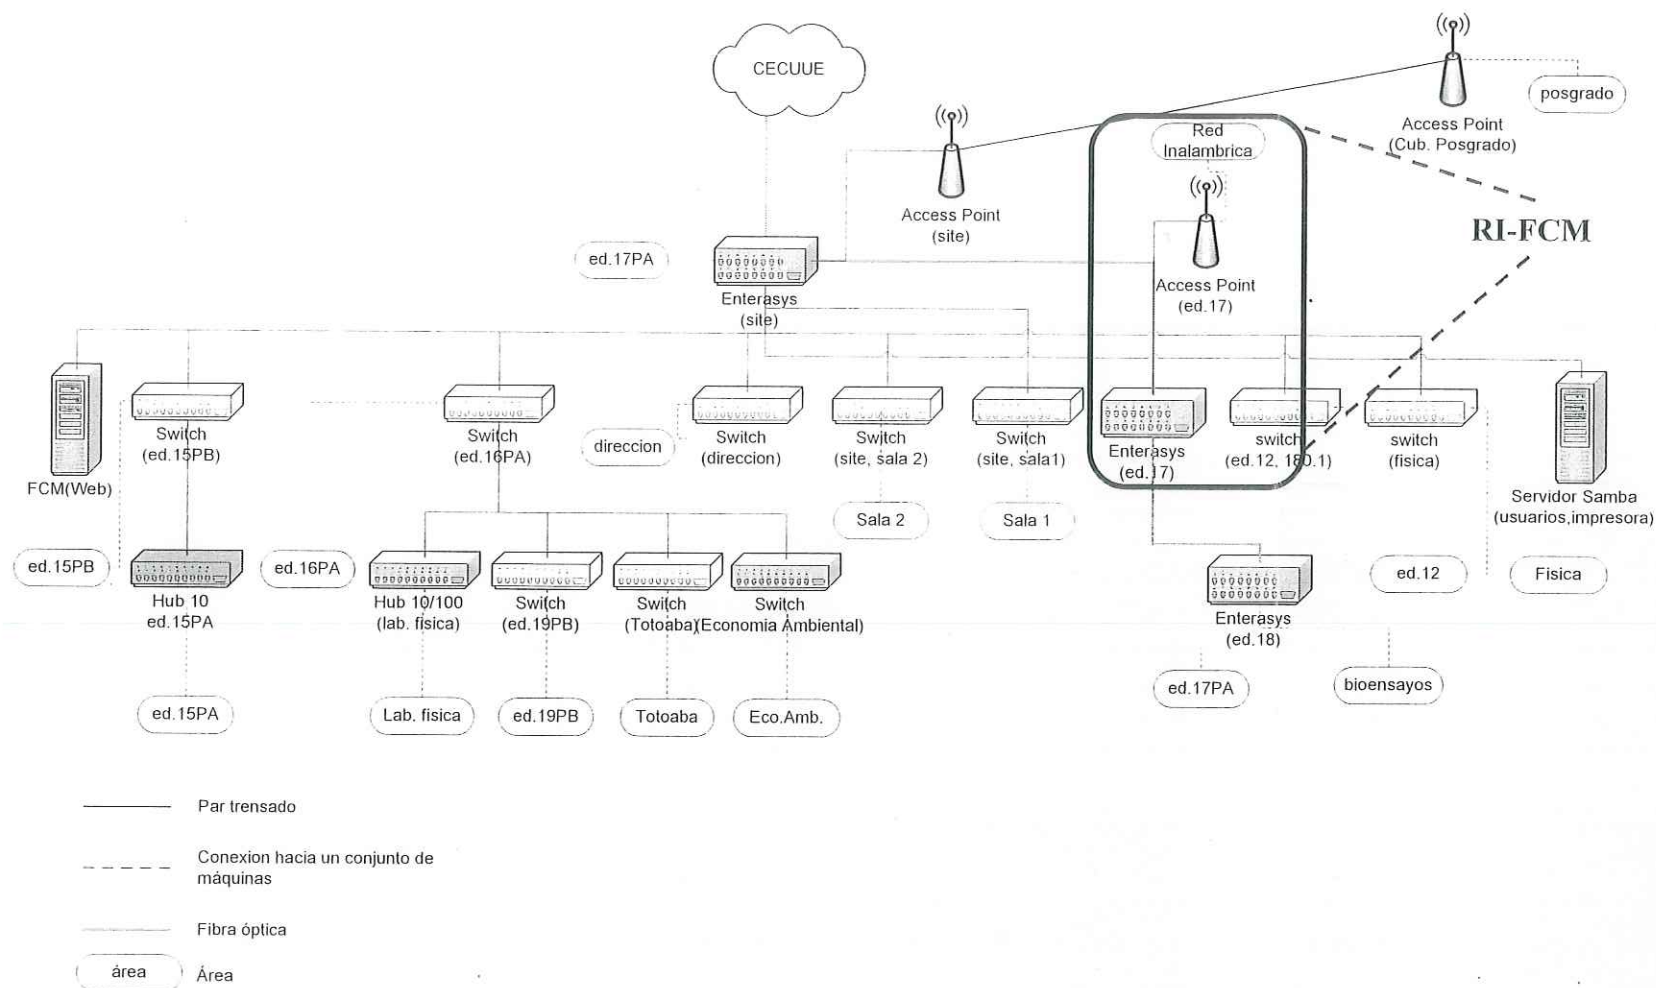 CECUUE
posgrado
Access Point
(Cub. Posgrado)
Red
Inalambrica
Access Point
(site)
RI-FCM
ed.17PA
Access Point
(ed.17)
Enterasys
(site)
Switch
(ed.15PB)
Switch
(ed.16PA)
direccion
Switch
(direccion)
Switch
(site, sala 2)
Switch
(site, sala1)
Enterasys
(ed.17)
switch
(ed.12, 180.1)
switch
(fisica)
FCM(Web)
Servidor Samba
(usuarios,impresora)
Sala 2
Sala 1
ed.15PB
ed.16PA
ed.12
Fisica
Hub 10
ed.15PA
Hub 10/100
(lab. fisica)
Switch
(ed.19PB)
Switch
(Totoaba)
Switch
(Economia Ambiental)
Enterasys
(ed.18)
ed.17PA
bioensayos
ed.15PA
Lab. fisica
ed.19PB
Totoaba
Eco.Amb.
Par trensado
Conexion hacia un conjunto de
máquinas
Fibra óptica
área
Área